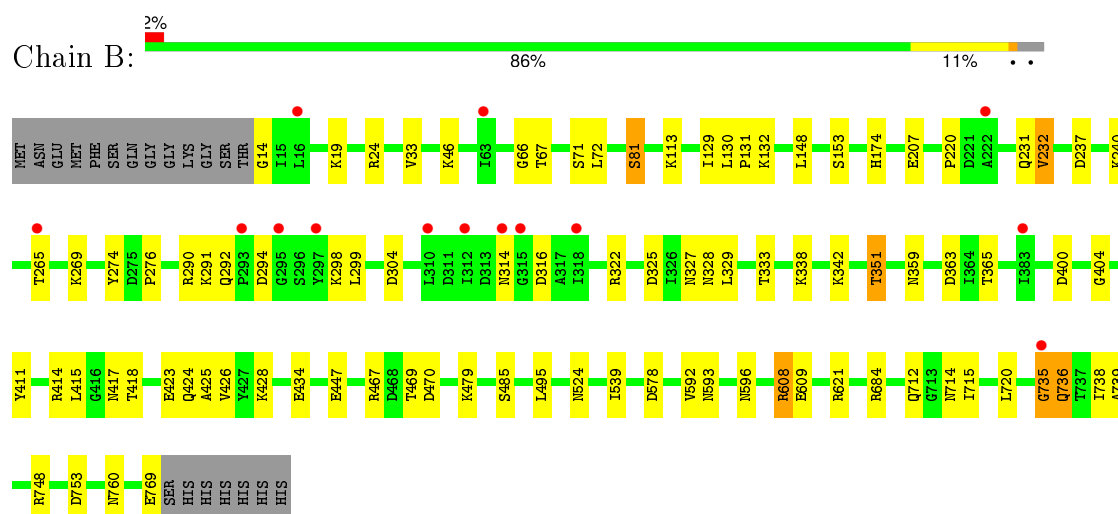 2%
Chain B:
86% 11% • •
MET ASN GLU MET PHE SER GLN GLY GLY LYS GLY SER THR G14 I15 L16 K19 R24 V33 K46 I63 G66 T67 S71 L72 S81 K113 I129 L130 P131 K132 L148 S153 H174 E207 P220 D221 A222 Q231 V232 D237
T265 K269 Y274 D275 P276 R290 K291 Q292 P293 D294 G295 S296 Y297 K298 L299 D304 L310 D311 I312 D313 N314 G315 D316 A317 I318 R322 D325 I326 N327 N328 L329 T333 K338 K342 T351 N359 D363 I364 T365 I383 D400 G404
Y411 R414 L415 G416 N417 T418 E423 Q424 A425 V426 Y427 K428 E434 E447 R467 D468 T469 D470 K479 S485 L495 N524 I539 D578 V592 N593 N596 R608 E609 R621 R684 Q712 G713 N714 I715 L720 G735 Q736 T737 I738 A739
R748 D753 N760 E769 SER HIS HIS HIS HIS HIS HIS